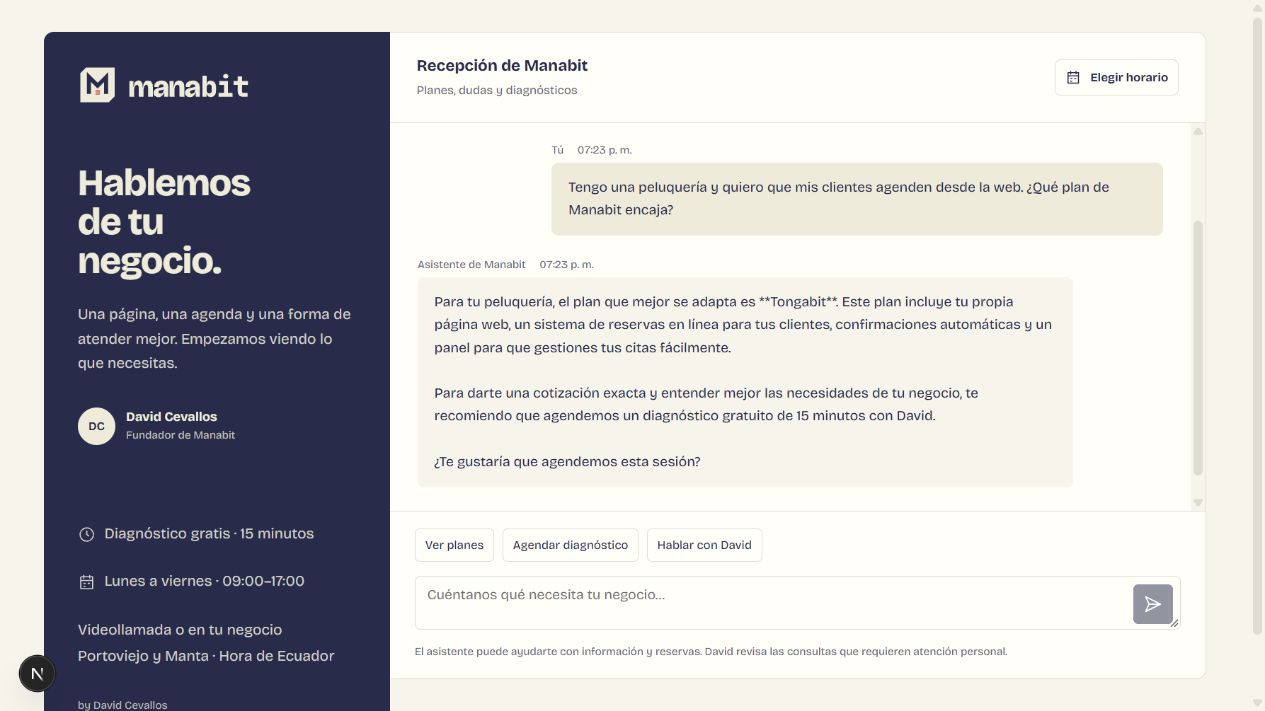 manabit
Hablemos
de tu
negocio.
Una página, una agenda y una forma de
atender mejor. Empezamos viendo lo
que necesitas.
DC
David Cevallos
Fundador de Manabit
Diagnóstico gratis · 15 minutos
Lunes a viernes · 09:00–17:00
Videollamada o en tu negocio
Portoviejo y Manta · Hora de Ecuador
by David Cevallos
N
Recepción de Manabit
Planes, dudas y diagnósticos
Elegir horario
Tú 07:23 p. m.
Tengo una peluquería y quiero que mis clientes agenden desde la web. ¿Qué plan de
Manabit encaja?
Asistente de Manabit 07:23 p. m.
Para tu peluquería, el plan que mejor se adapta es **Tongabit**. Este plan incluye tu propia
página web, un sistema de reservas en línea para tus clientes, confirmaciones automáticas y un
panel para que gestiones tus citas fácilmente.
Para darte una cotización exacta y entender mejor las necesidades de tu negocio, te
recomiendo que agendemos un diagnóstico gratuito de 15 minutos con David.
¿Te gustaría que agendemos esta sesión?
Ver planes
Agendar diagnóstico
Hablar con David
Cuéntanos qué necesita tu negocio...
El asistente puede ayudarte con información y reservas. David revisa las consultas que requieren atención personal.